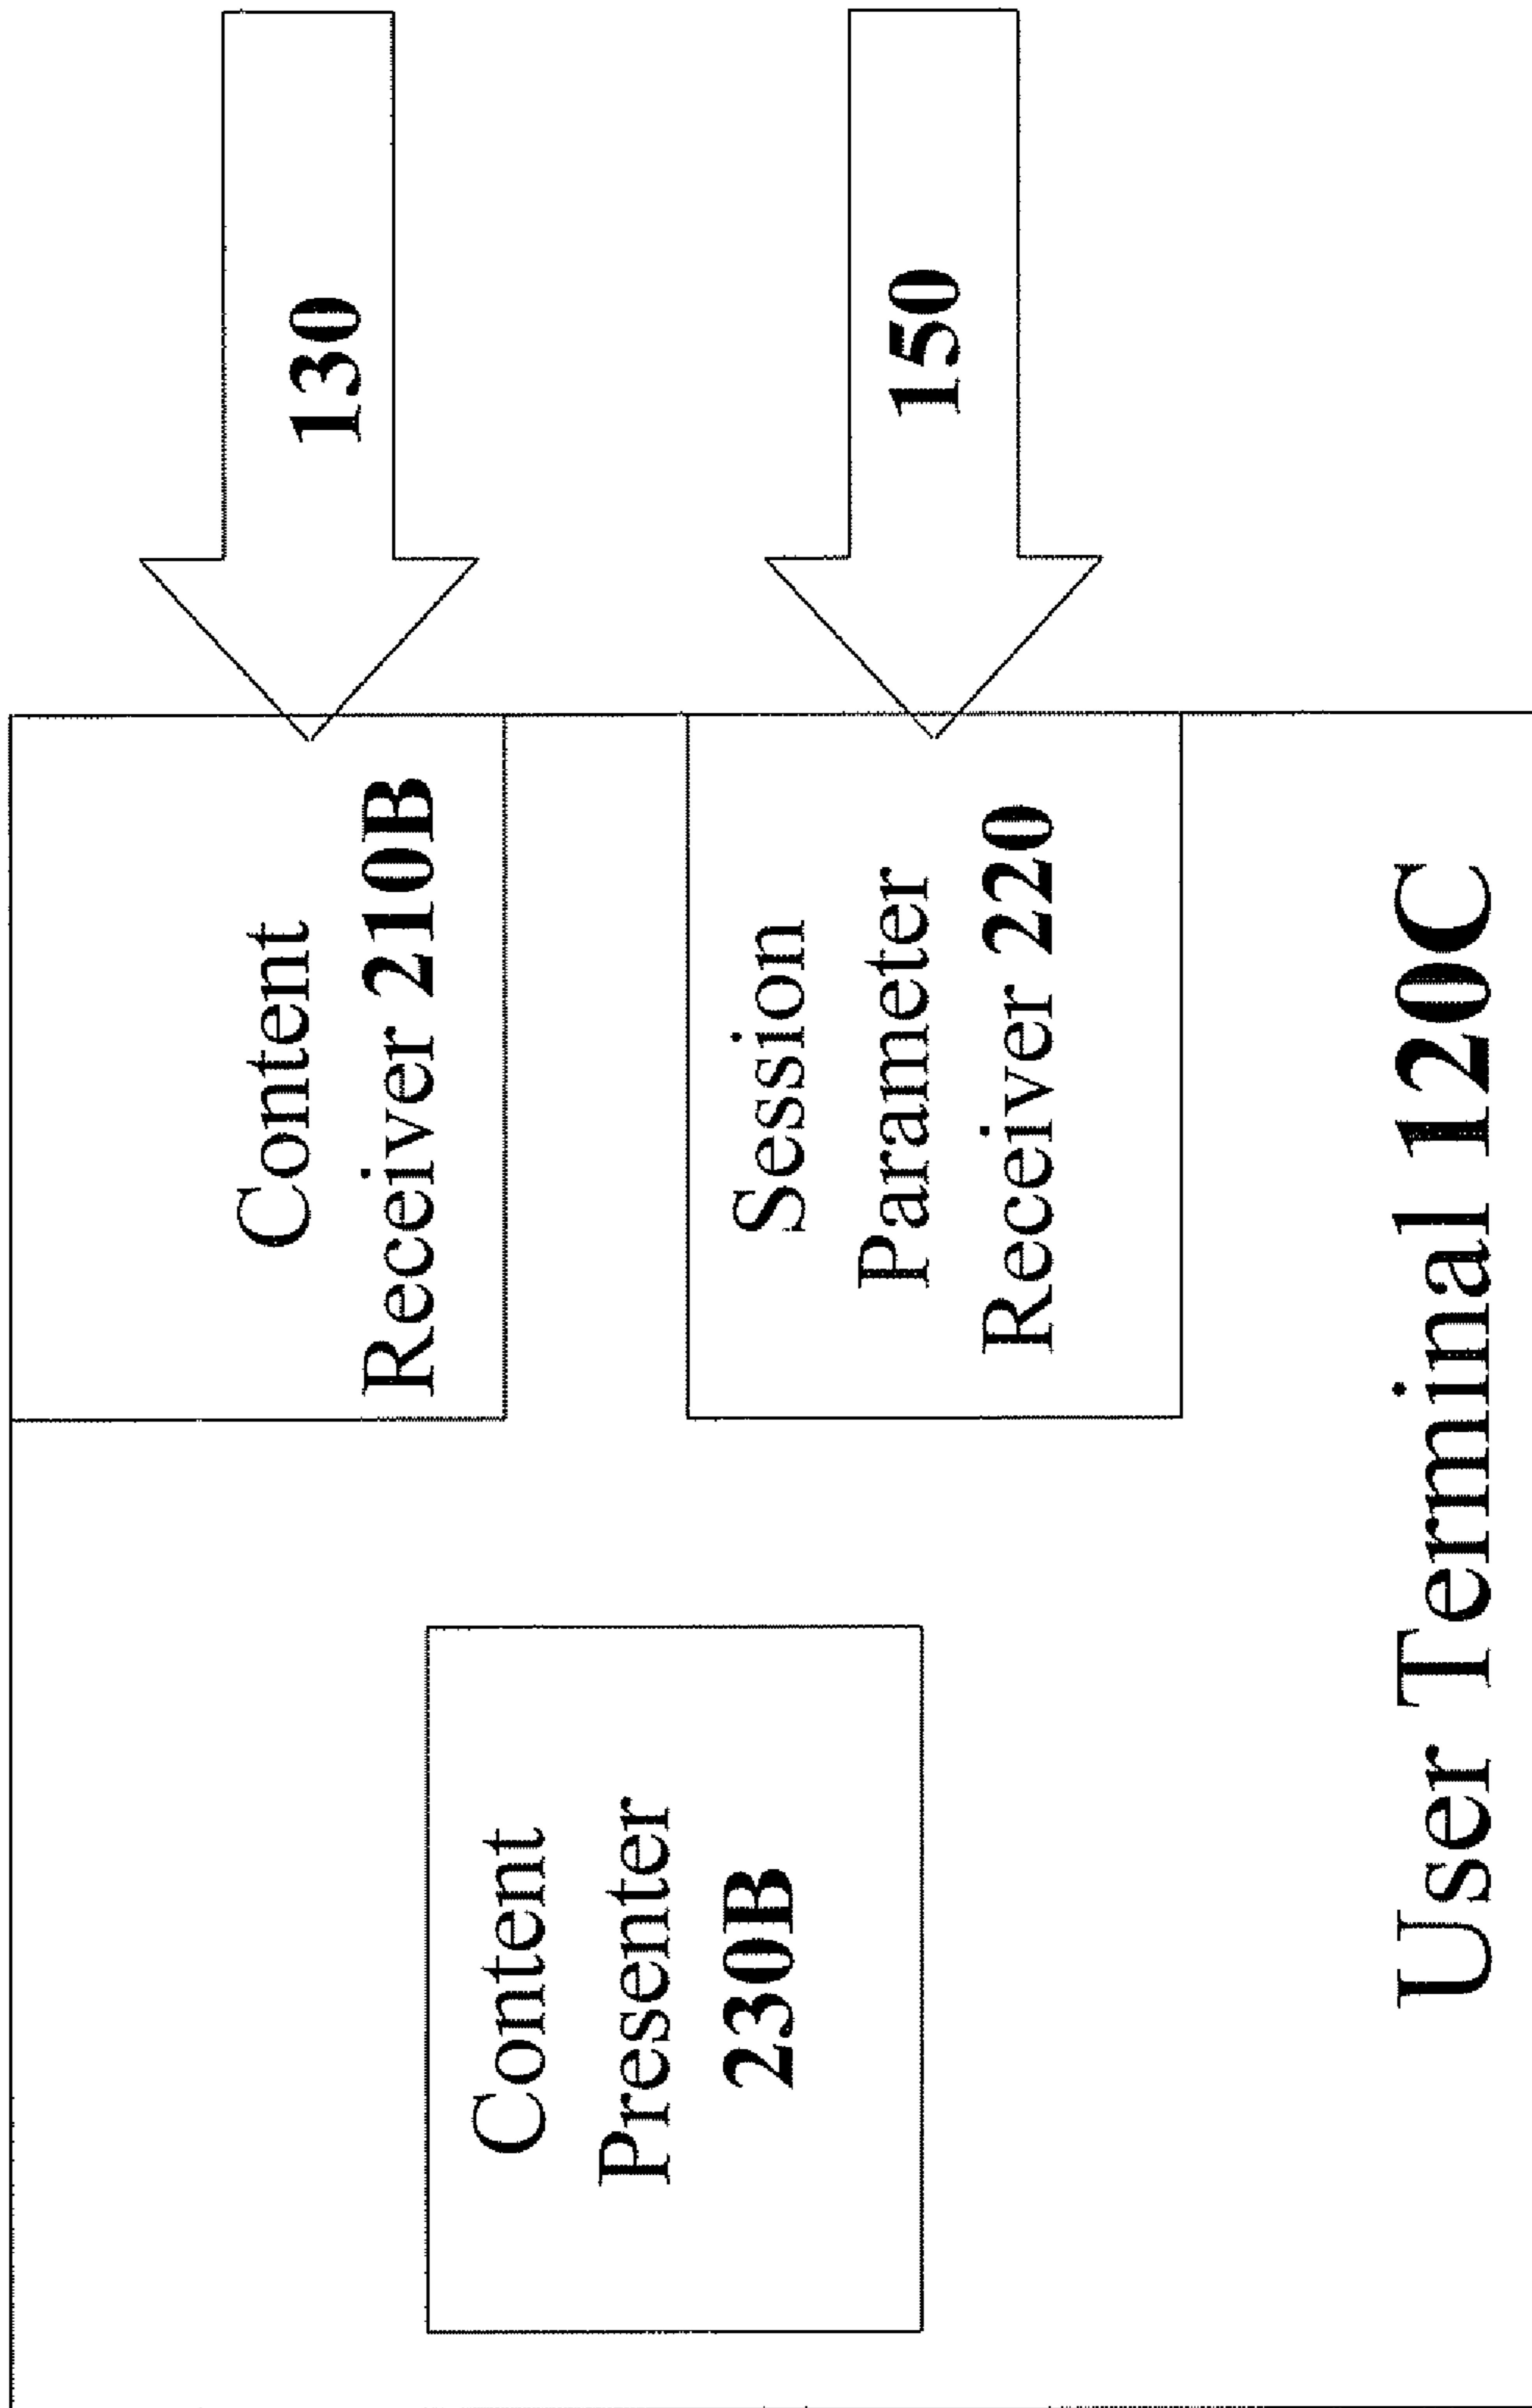 130
150
Content
Receiver 210B
Session
Parameter
Receiver 220
Content
Presenter
230B
User Terminal 120C